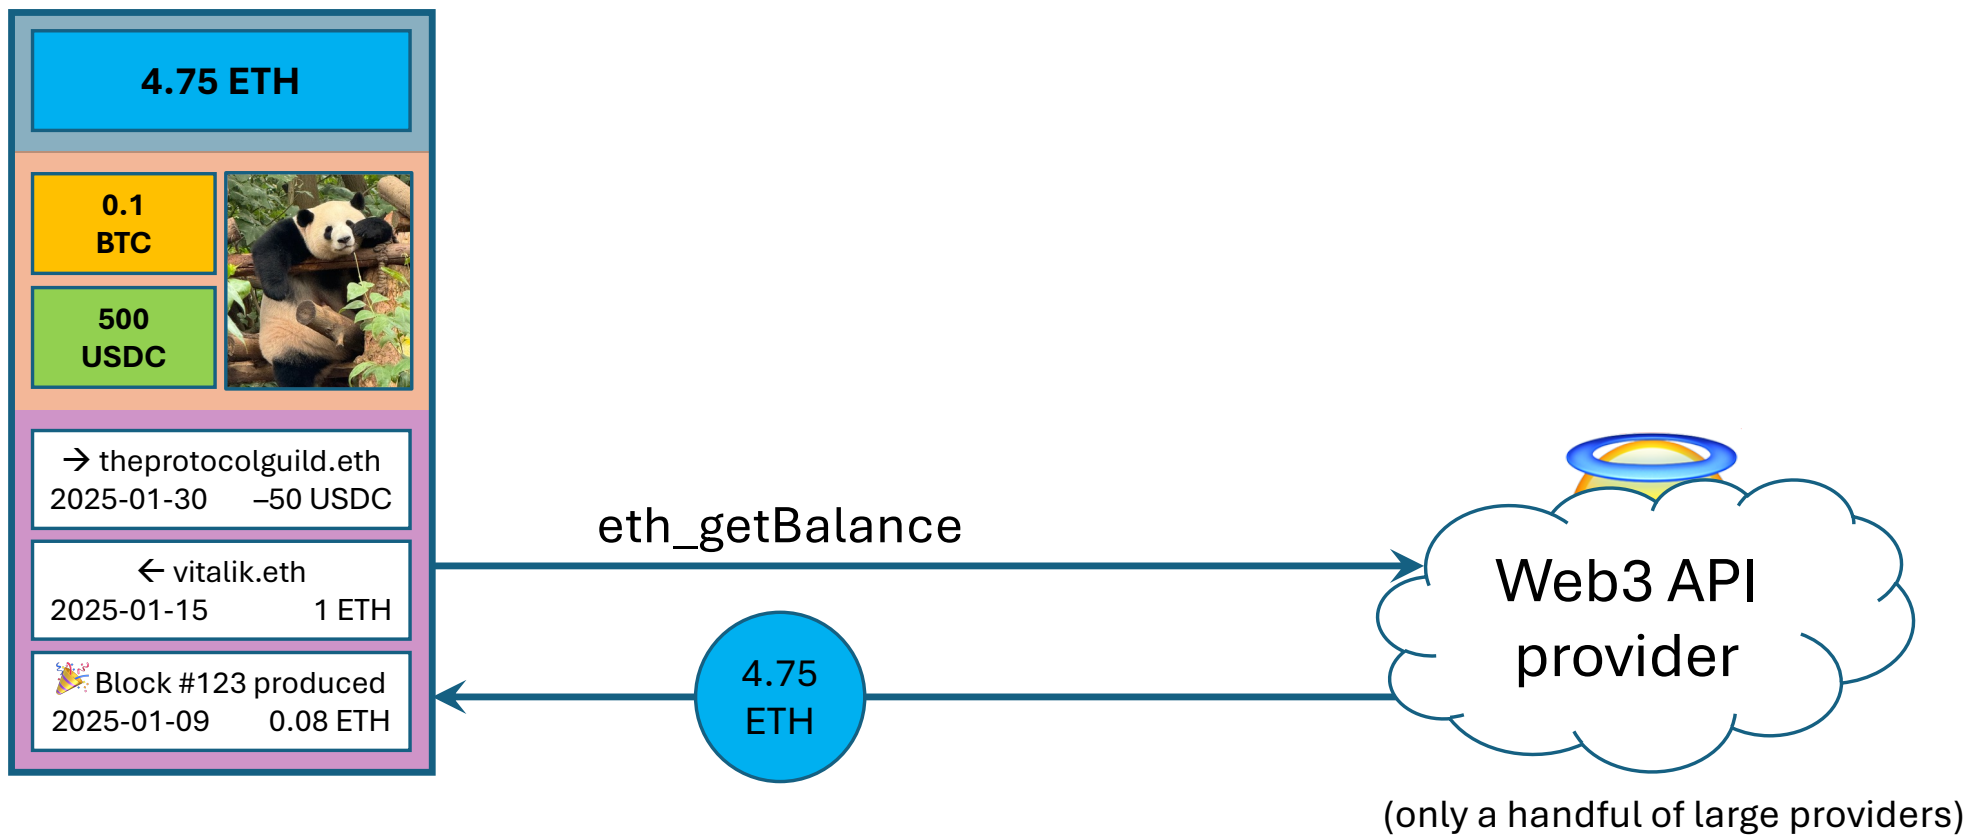 4.75 ETH
0.1
BTC
500
USDC
→ theprotocolguild.eth
2025-01-30 –50 USDC
← vitalik.eth
2025-01-15 1 ETH
🎉 Block #123 produced
2025-01-09 0.08 ETH
eth_getBalance
4.75
ETH
Web3 API
provider
(only a handful of large providers)